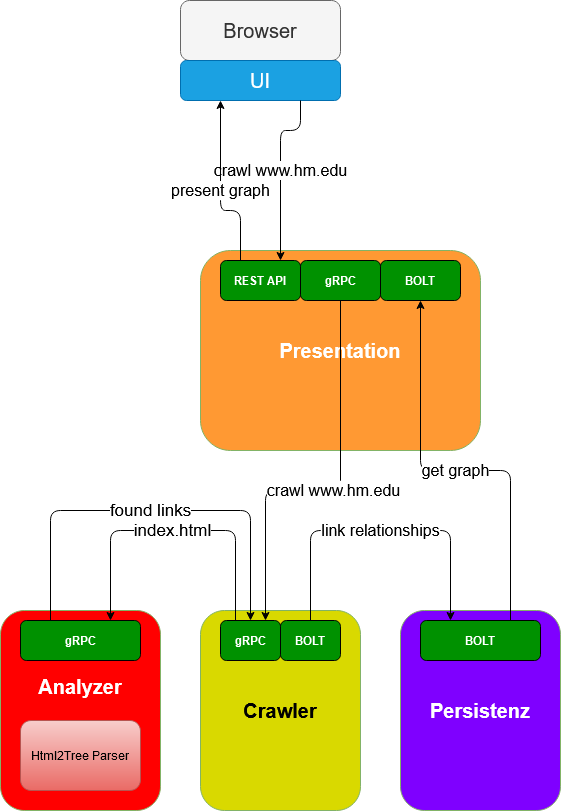 Browser
UI
crawl www.hm.edu
present graph
REST API
gRPC
BOLT
Presentation
get graph
crawl www.hm.edu
found links
index.html
link relationships
gRPC
Analyzer
Html2Tree Parser
gRPC
BOLT
Crawler
BOLT
Persistenz